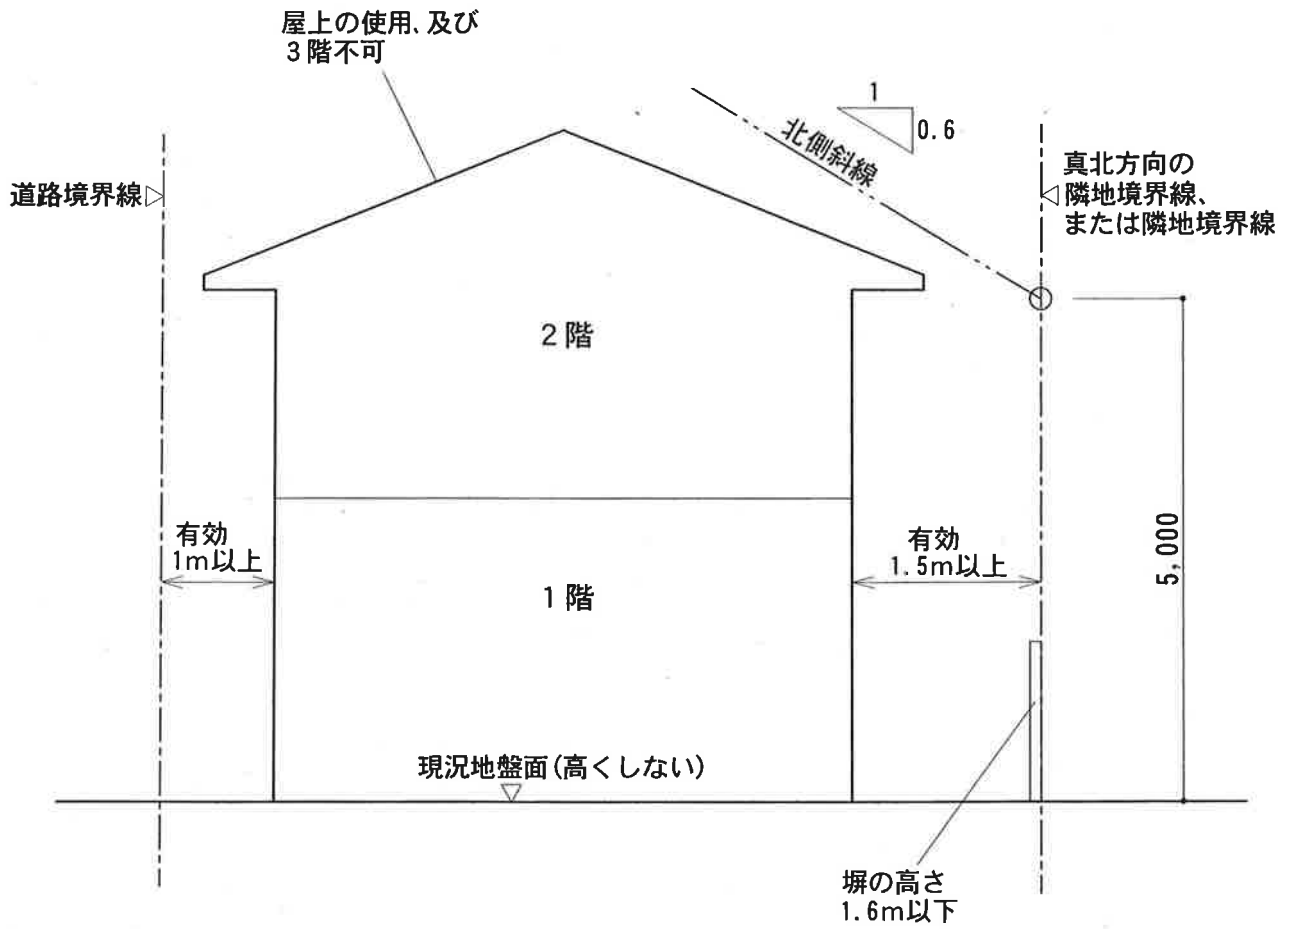 屋上の使用、及び
３階不可
1
0.6
北側斜線
道路境界線
真北方向の
隣地境界線、
または隣地境界線
２階
有効
1m以上
有効
1.5m以上
5,000
１階
現況地盤面(高くしない)
塀の高さ
1.6m以下